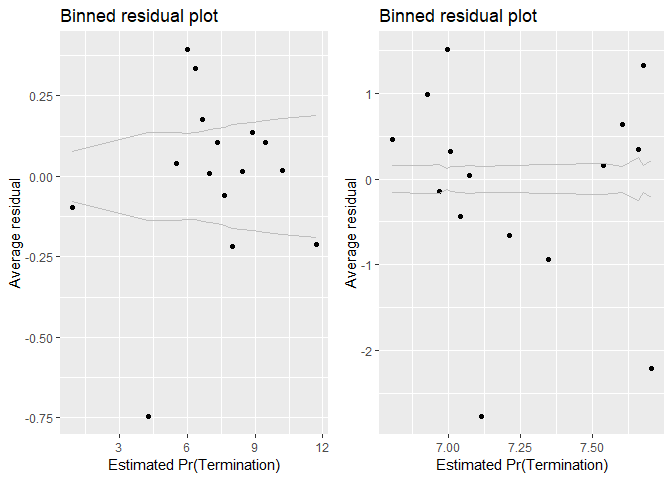 Binned residual plot
Average residual
0.25
0.00
-0.25
-0.50
-0.75
3
6
9
12
Estimated Pr(Termination)
Binned residual plot
Average residual
1
0
-1
-2
7.00
7.25
7.50
Estimated Pr(Termination)